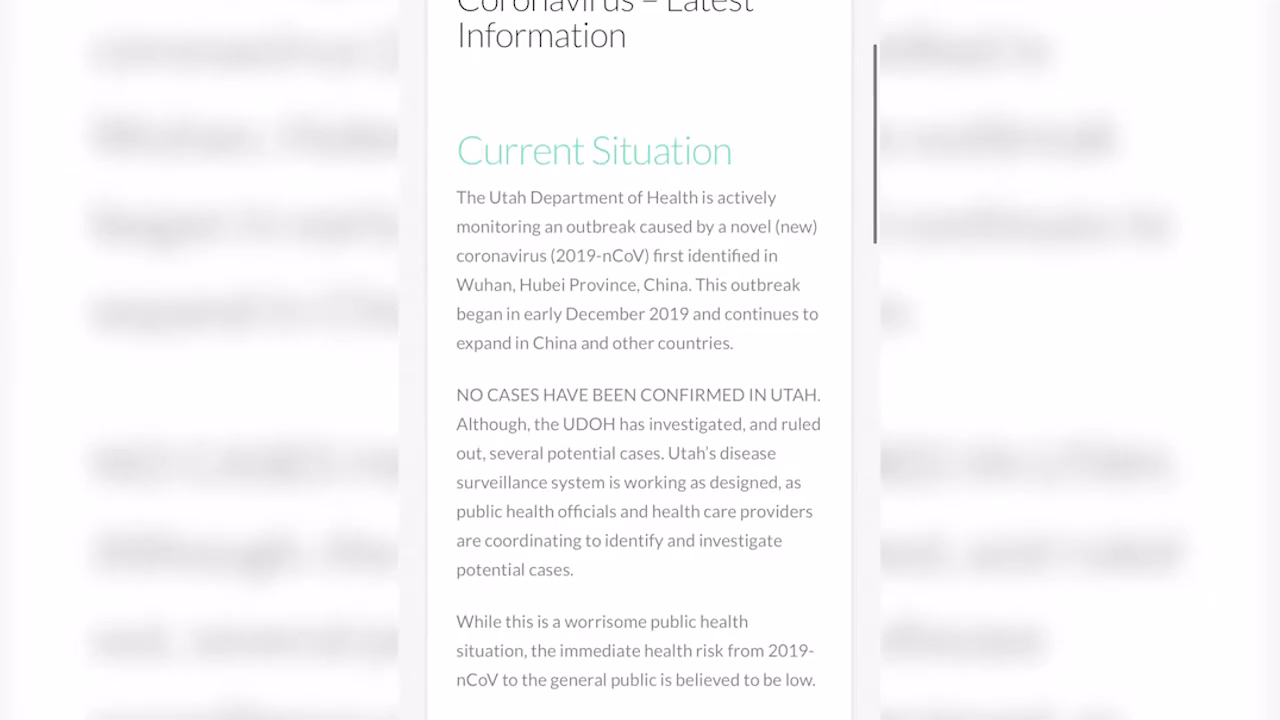 Coronavirus – Latest
Information
Current Situation
The Utah Department of Health is actively
monitoring an outbreak caused by a novel (new)
coronavirus (2019-nCoV) first identified in
Wuhan, Hubei Province, China. This outbreak
began in early December 2019 and continues to
expand in China and other countries.
NO CASES HAVE BEEN CONFIRMED IN UTAH.
Although, the UDOH has investigated, and ruled
out, several potential cases. Utah's disease
surveillance system is working as designed, as
public health officials and health care providers
are coordinating to identify and investigate
potential cases.
While this is a worrisome public health
situation, the immediate health risk from 2019-
nCoV to the general public is believed to be low.